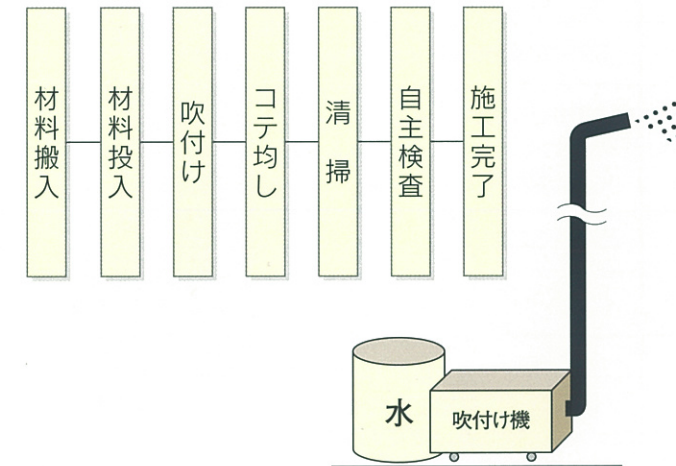 材料搬入
材料投入
吹付け
コテ均し
清掃
自主検査
施工完了
水
吹付け機